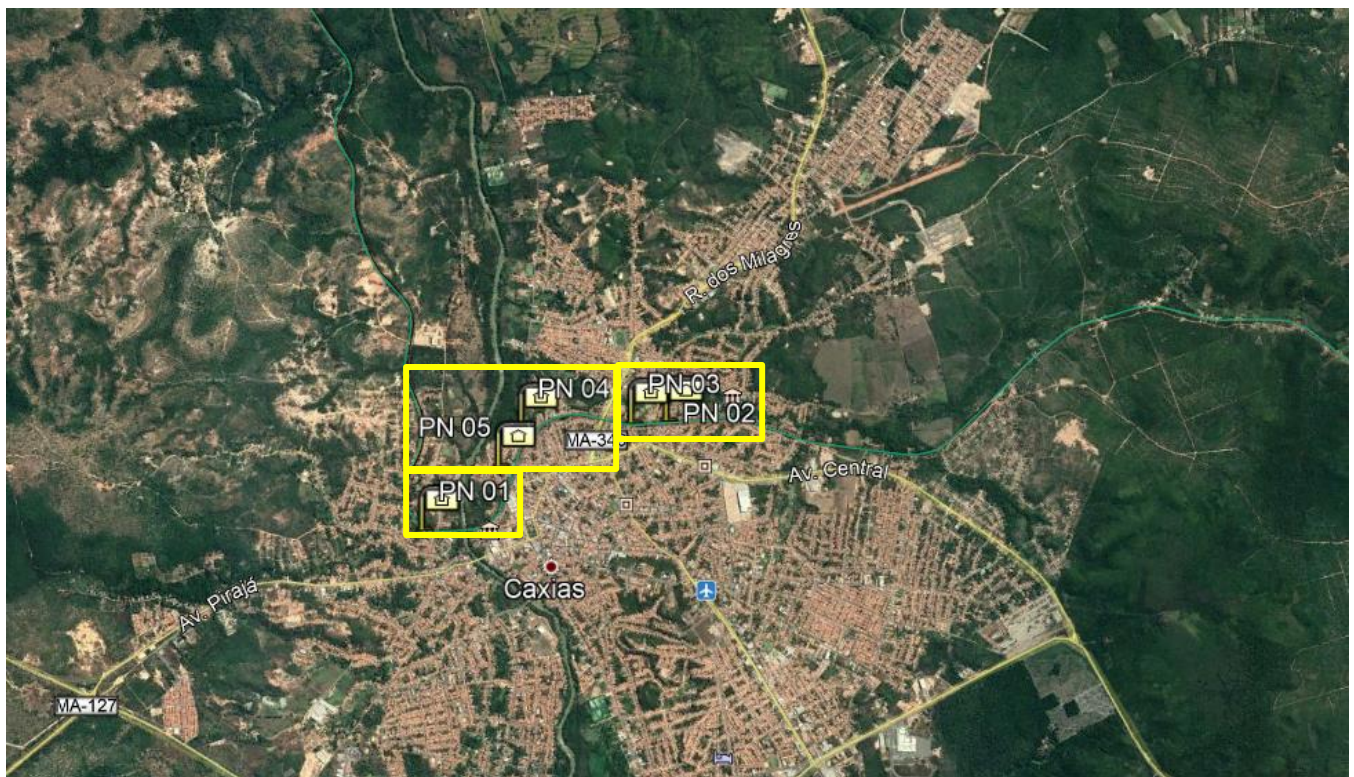 R. dos Milagres
PN 04
PN 03
PN 05
PN 02
MA-34
Av. Central
PN 01
Caxias
Av. Pirajá
MA-127